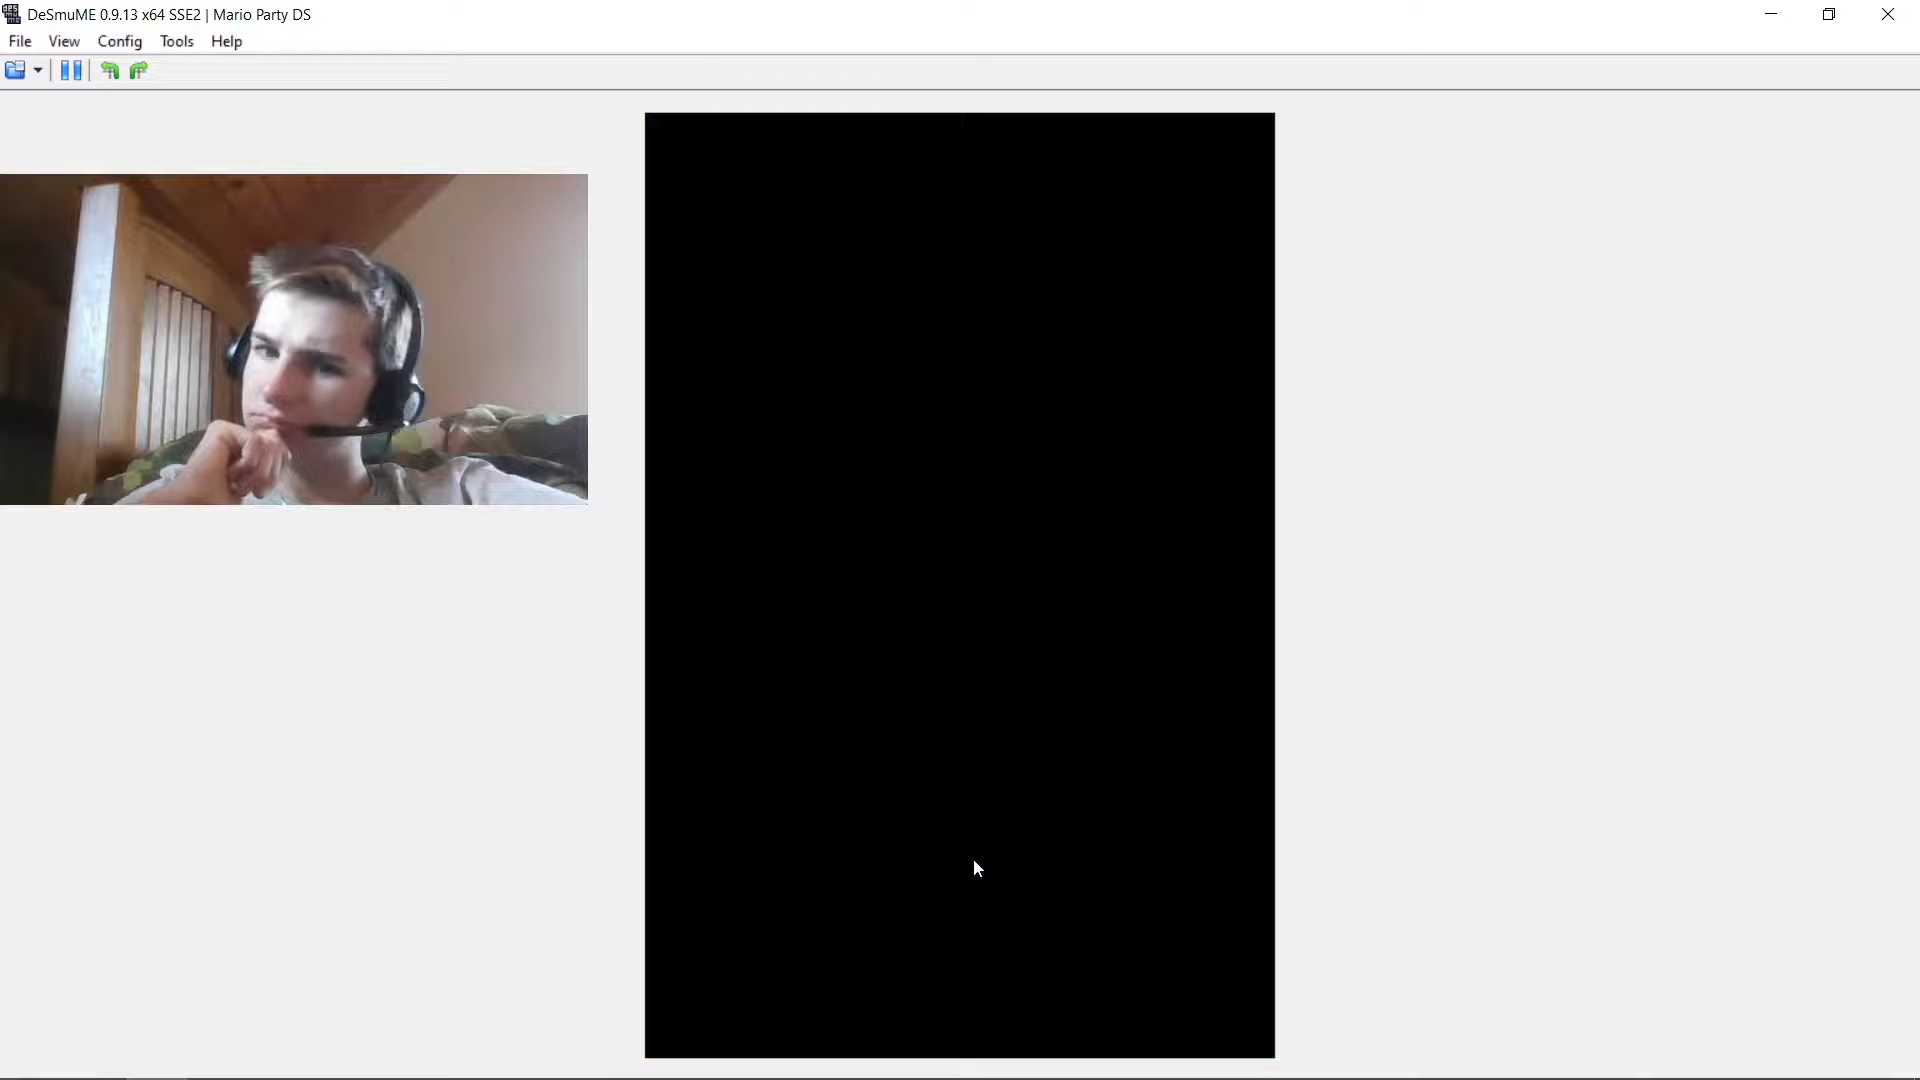 DeSmuME 0.9.13 x64 SSE2 | Mario Party DS
File View Config Tools Help